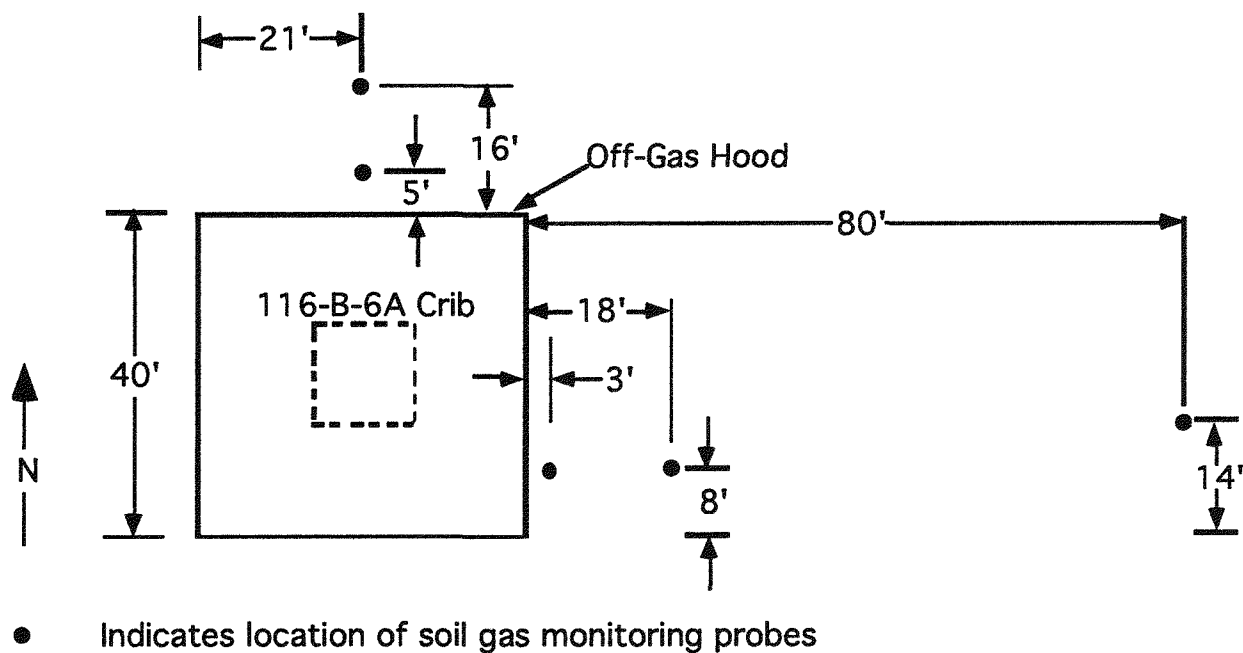 21'
16'
Off-Gas Hood
5'
80'
116-B-6A Crib
18'
40'
3'
N
8'
14'
● Indicates location of soil gas monitoring probes